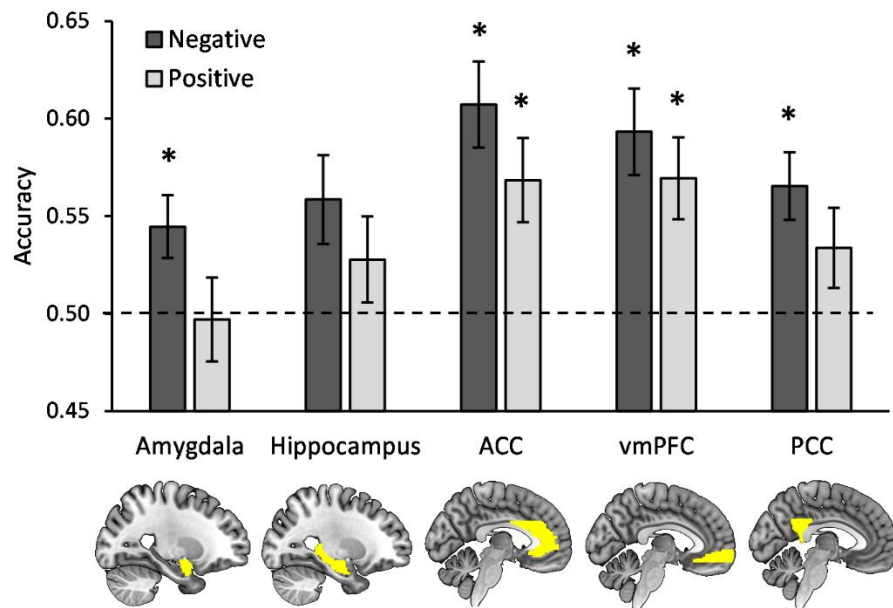 0.65
0.60
0.55
0.50
0.45
Accuracy
Negative
Positive
*
*
*
*
*
*
Amygdala Hippocampus ACC vmPFC PCC